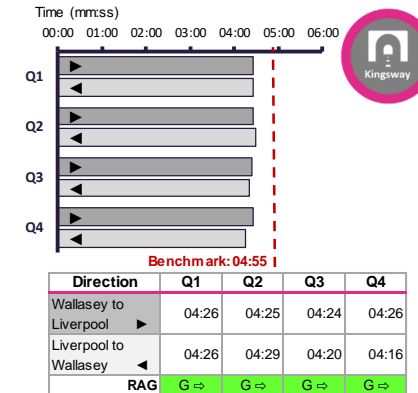 Time (mm:ss)
00:00 01:00 02:00 03:00 04:00 05:00 06:00
Kingsway
Q1 ►
◄
Q2 ►
◄
Q3 ►
◄
Q4 ►
◄
Benchmark: 04:55
Direction Q1 Q2 Q3 Q4
Wallasey to
Liverpool ► 04:26 04:25 04:24 04:26
Liverpool to
Wallasey ◄ 04:26 04:29 04:20 04:16
RAG G ⇨ G ⇨ G ⇨ G ⇨